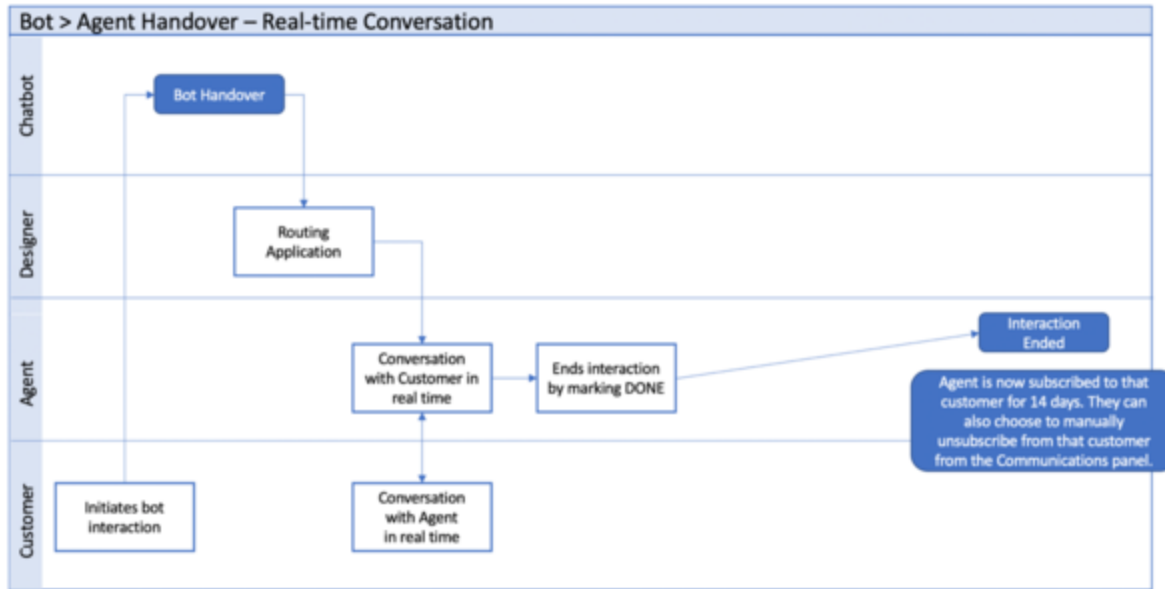 Bot > Agent Handover – Real-time Conversation
Chatbot
Bot Handover
Designer
Routing
Application
Agent
Conversation
with Customer in
real time
Ends interaction
by marking DONE
Interaction
Ended
Agent is now subscribed to that
customer for 14 days. They can
also choose to manually
unsubscribe from that customer
from the Communications panel.
Customer
Initiates bot
interaction
Conversation
with Agent
in real time